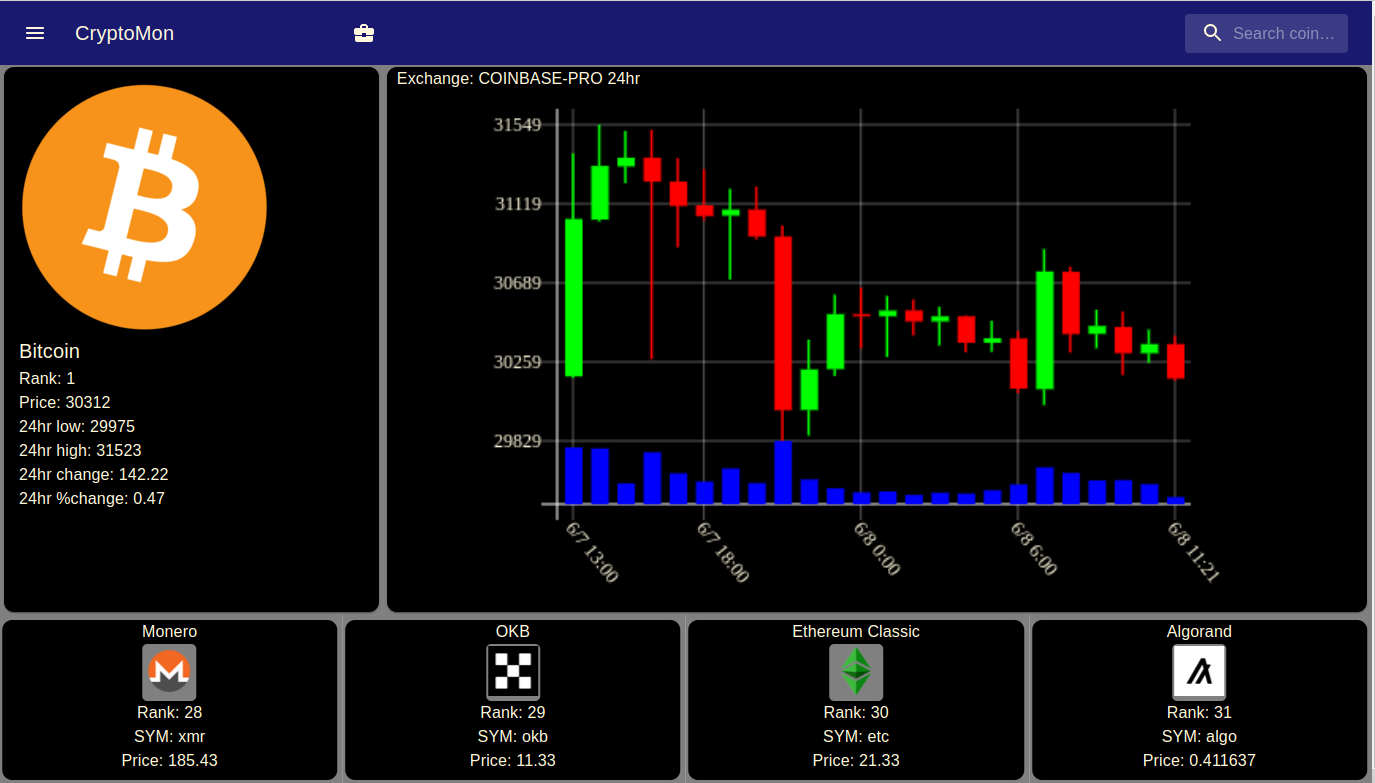 CryptoMon
Search coin…
Bitcoin
Rank: 1
Price: 30312
24hr low: 29975
24hr high: 31523
24hr change: 142.22
24hr %change: 0.47
Exchange: COINBASE-PRO 24hr
31549
31119
30689
30259
29829
6/7 13:00
6/7 18:00
6/8 0:00
6/8 6:00
6/8 11:21
Monero
Rank: 28
SYM: xmr
Price: 185.43
OKB
Rank: 29
SYM: okb
Price: 11.33
Ethereum Classic
Rank: 30
SYM: etc
Price: 21.33
Algorand
Rank: 31
SYM: algo
Price: 0.411637